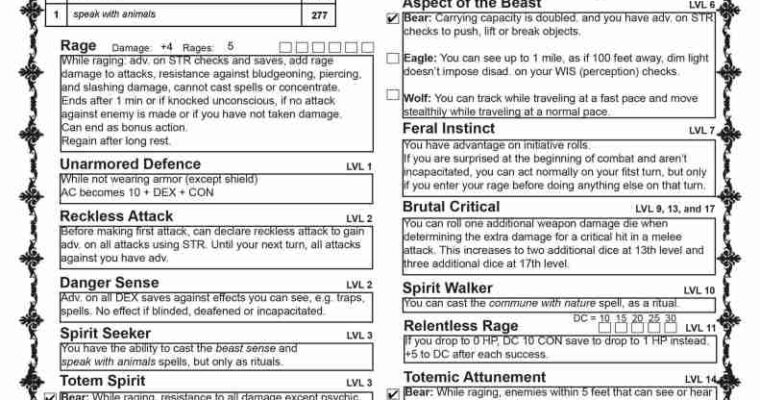 1 speak with animals 277
Rage Damage: +4 Rages: 5
While raging: adv. on STR checks and saves, add rage
damage to attacks, resistance against bludgeoning, piercing,
and slashing damage, cannot cast spells or concentrate.
Ends after 1 min or if knocked unconscious, if no attack
against enemy is made or if you have not taken damage.
Can end as bonus action.
Regain after long rest.
Unarmored Defence LVL 1
While not wearing armor (except shield)
AC becomes 10 + DEX + CON
Reckless Attack LVL 2
Before making first attack, can declare reckless attack to gain
adv. on all attacks using STR. Until your next turn, all attacks
against you have adv.
Danger Sense LVL 2
Adv. on all DEX saves against effects you can see, e.g. traps,
spells. No effect if blinded, deafened or incapacitated.
Spirit Seeker LVL 3
You have the ability to cast the beast sense and
speak with animals spells, but only as rituals.
Totem Spirit LVL 3
Bear: While raging, resistance to all damage except psychic.
Aspect of the Beast LVL 6
Bear: Carrying capacity is doubled. and you have adv. on STR
checks to push, lift or break objects.
Eagle: You can see up to 1 mile, as if 100 feet away, dim light
doesn't impose disad. on your WIS (perception) checks.
Wolf: You can track while traveling at a fast pace and move
stealthily while traveling at a normal pace.
Feral Instinct LVL 7
You have advantage on initiative rolls.
If you are surprised at the beginning of combat and aren't
incapacitated, you can act normally on your fitst turn, but only
if you enter your rage before doing anything else on that turn.
Brutal Critical LVL 9, 13, and 17
You can roll one additional weapon damage die when
determining the extra damage for a critical hit in a melee
attack. This increases to two additional dice at 13th level and
three additional dice at 17th level.
Spirit Walker LVL 10
You can cast the commune with nature spell, as a ritual.
DC = 10 15 20 25 30
Relentless Rage LVL 11
If you drop to 0 HP, DC 10 CON save to drop to 1 HP instead.
+5 to DC after each success.
Totemic Attunement LVL 14
Bear: While raging, enemies within 5 feet that can see or hear